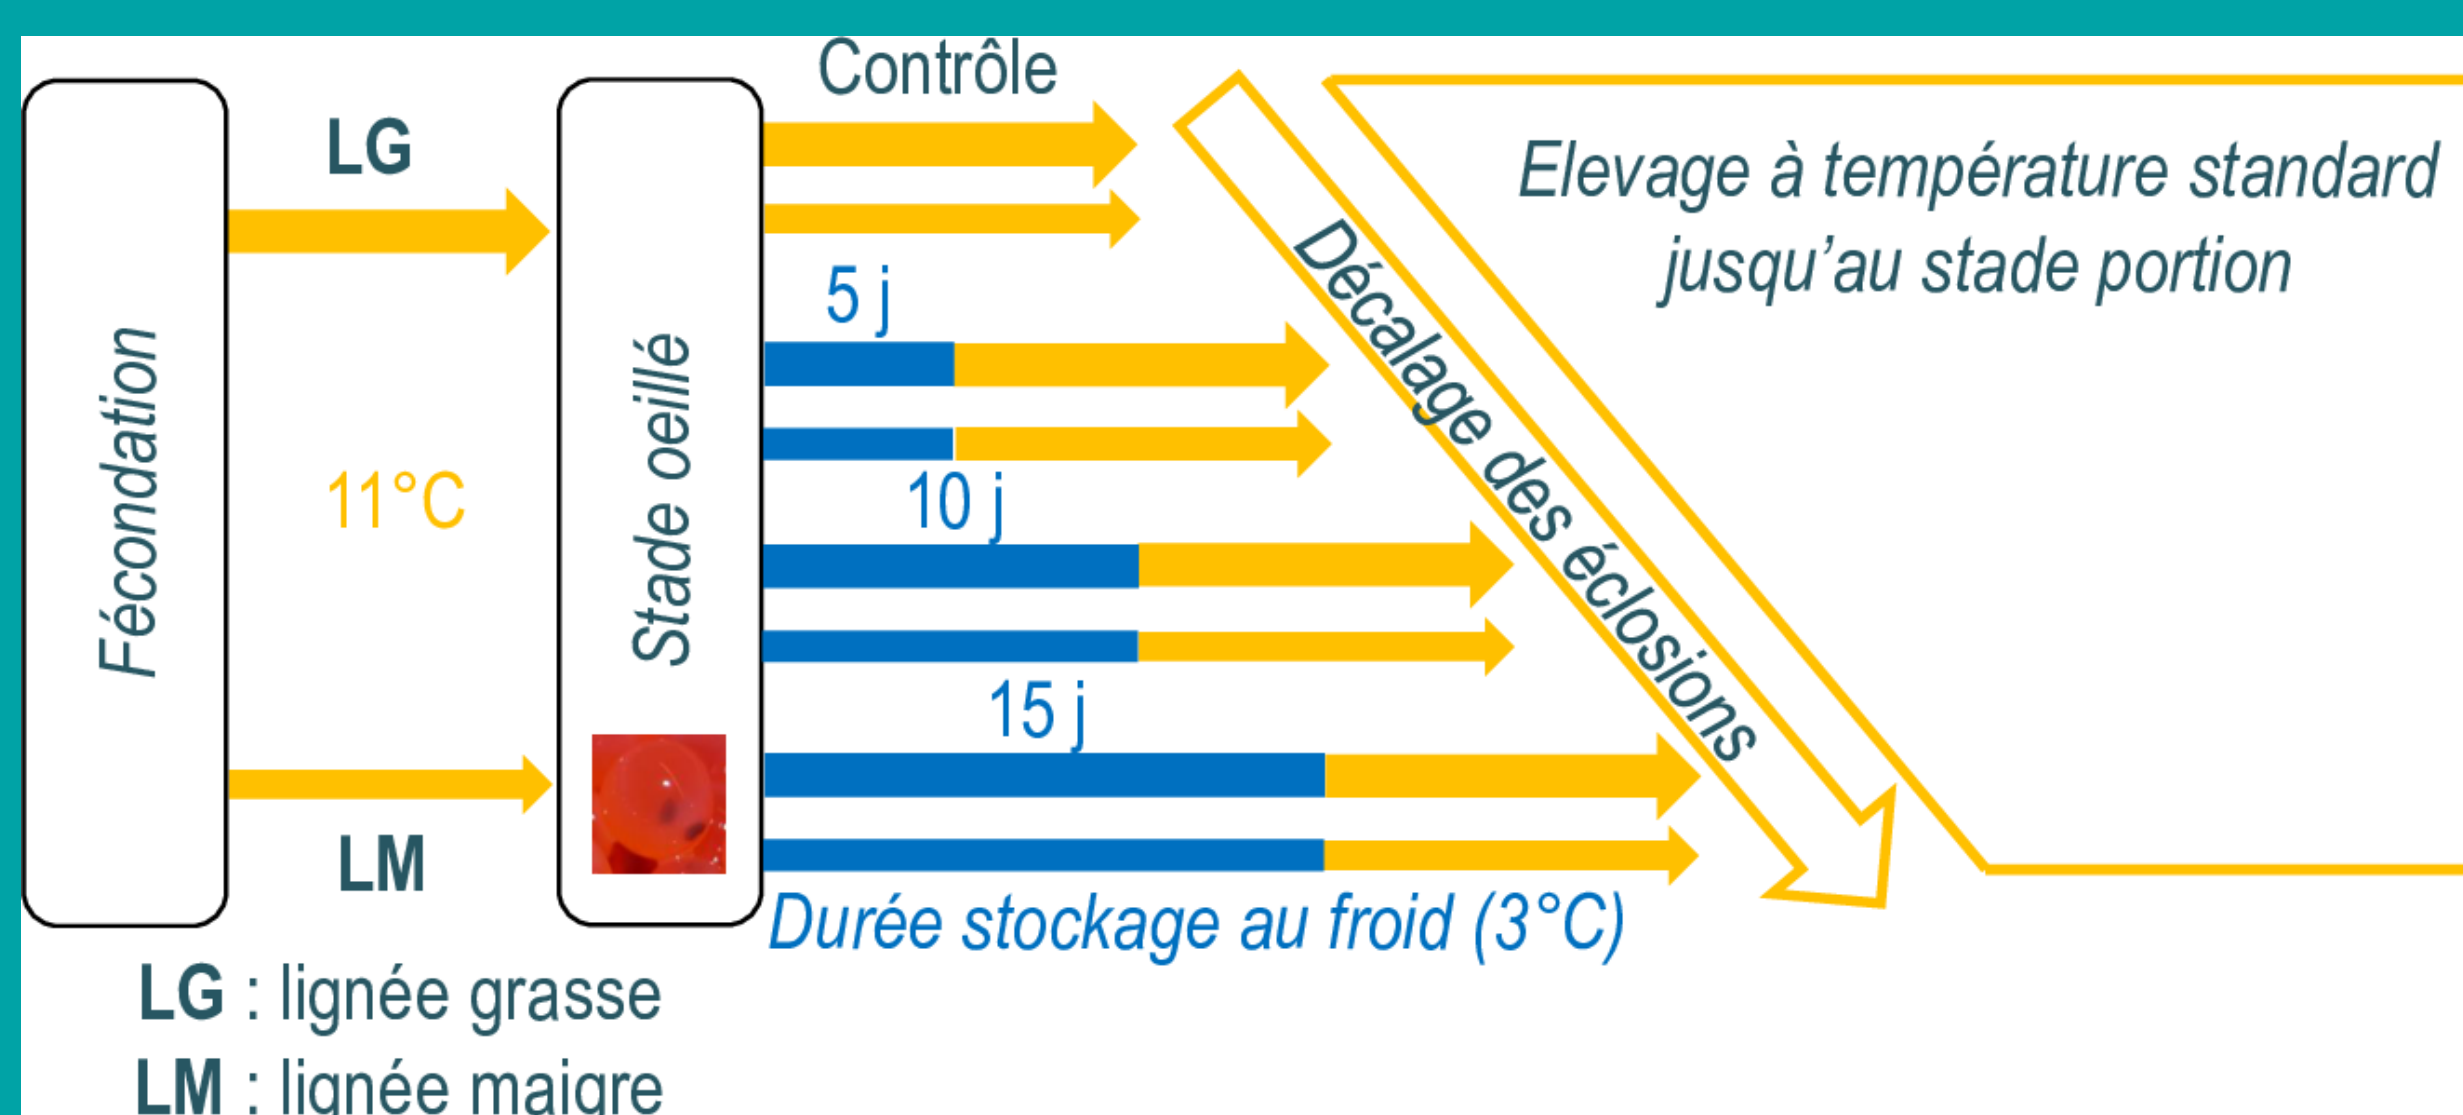 Contrôle
LG
Elevage à température standard
jusqu'au stade portion
5 j
Fécondation
11°C
Stade oeillé
10 j
Décalage des éclosions
15 j
LM
Durée stockage au froid (3°C)
LG : lignée grasse
LM : lignée maigre